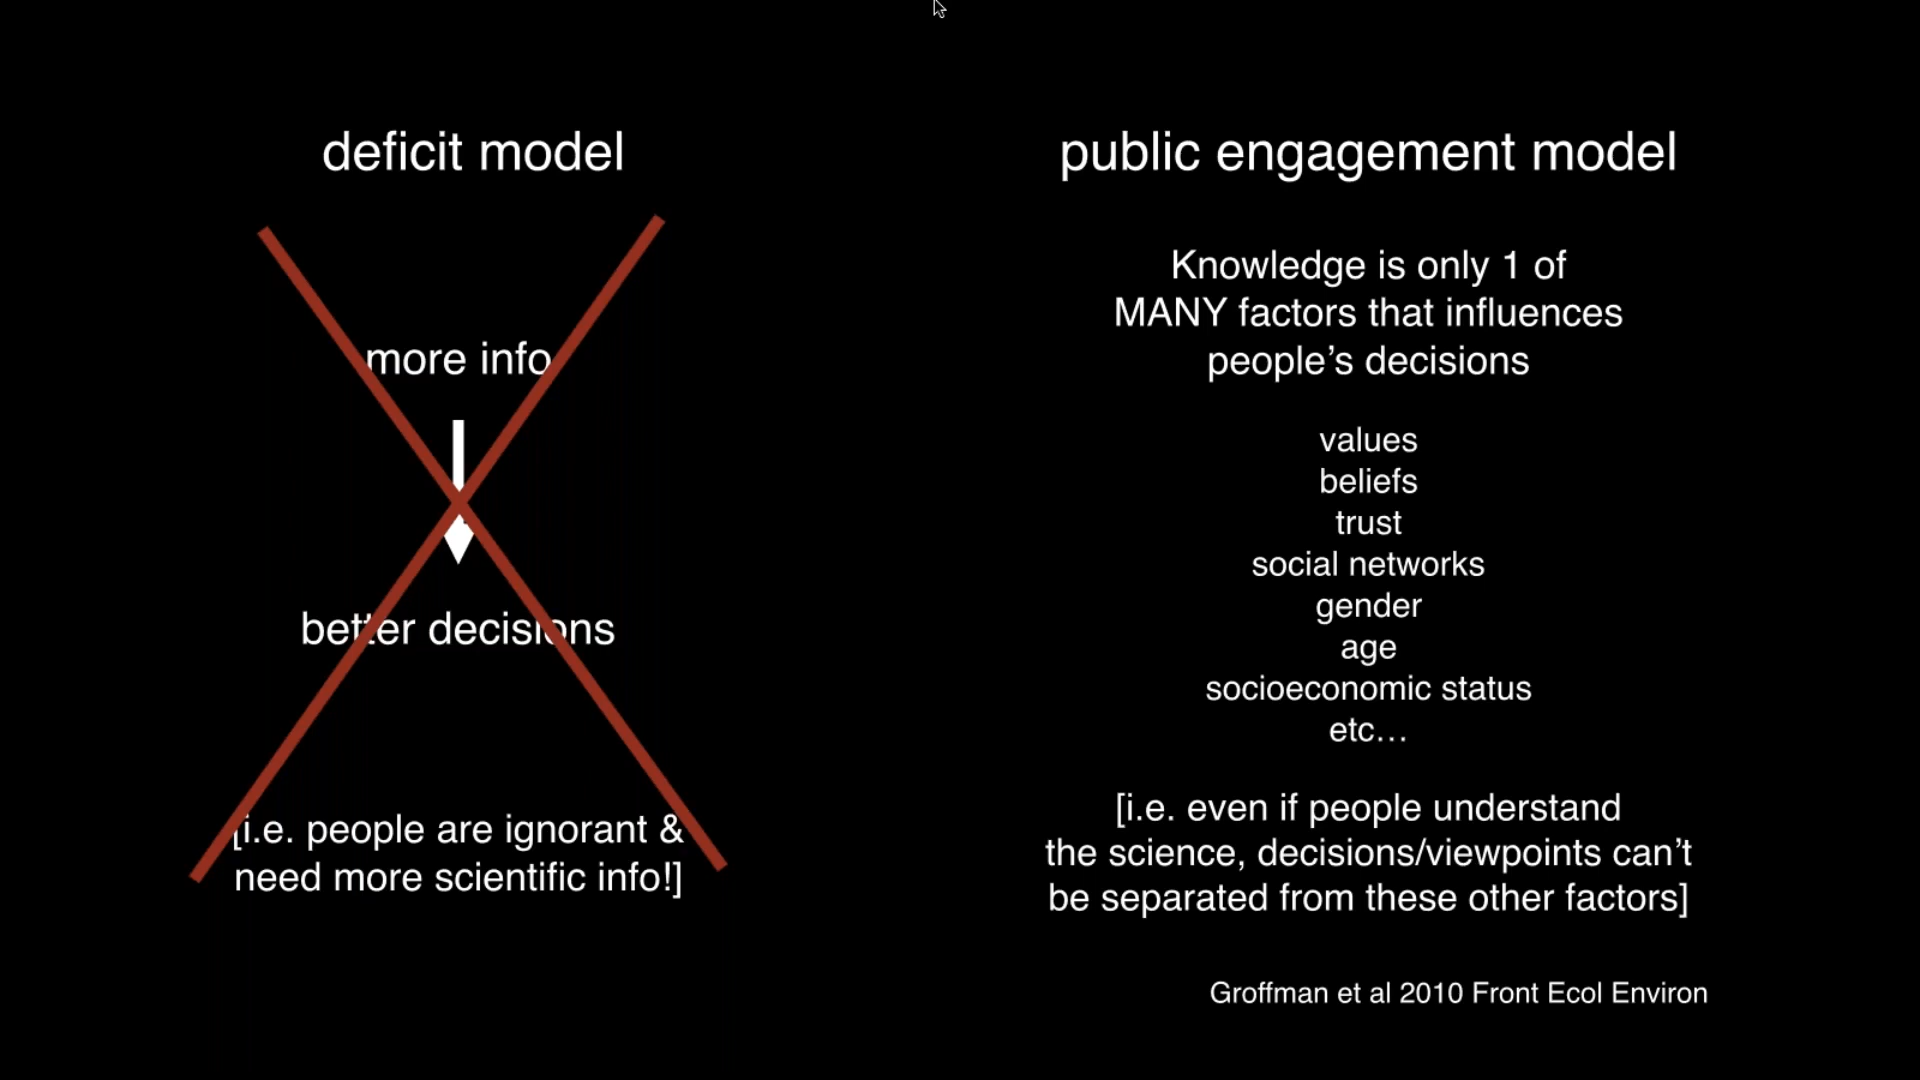 deficit model
more info
better decisions
[i.e. people are ignorant &
need more scientific info!]
public engagement model
Knowledge is only 1 of
MANY factors that influences
people’s decisions
values
beliefs
trust
social networks
gender
age
socioeconomic status
etc…
[i.e. even if people understand
the science, decisions/viewpoints can’t
be separated from these other factors]
Groffman et al 2010 Front Ecol Environ